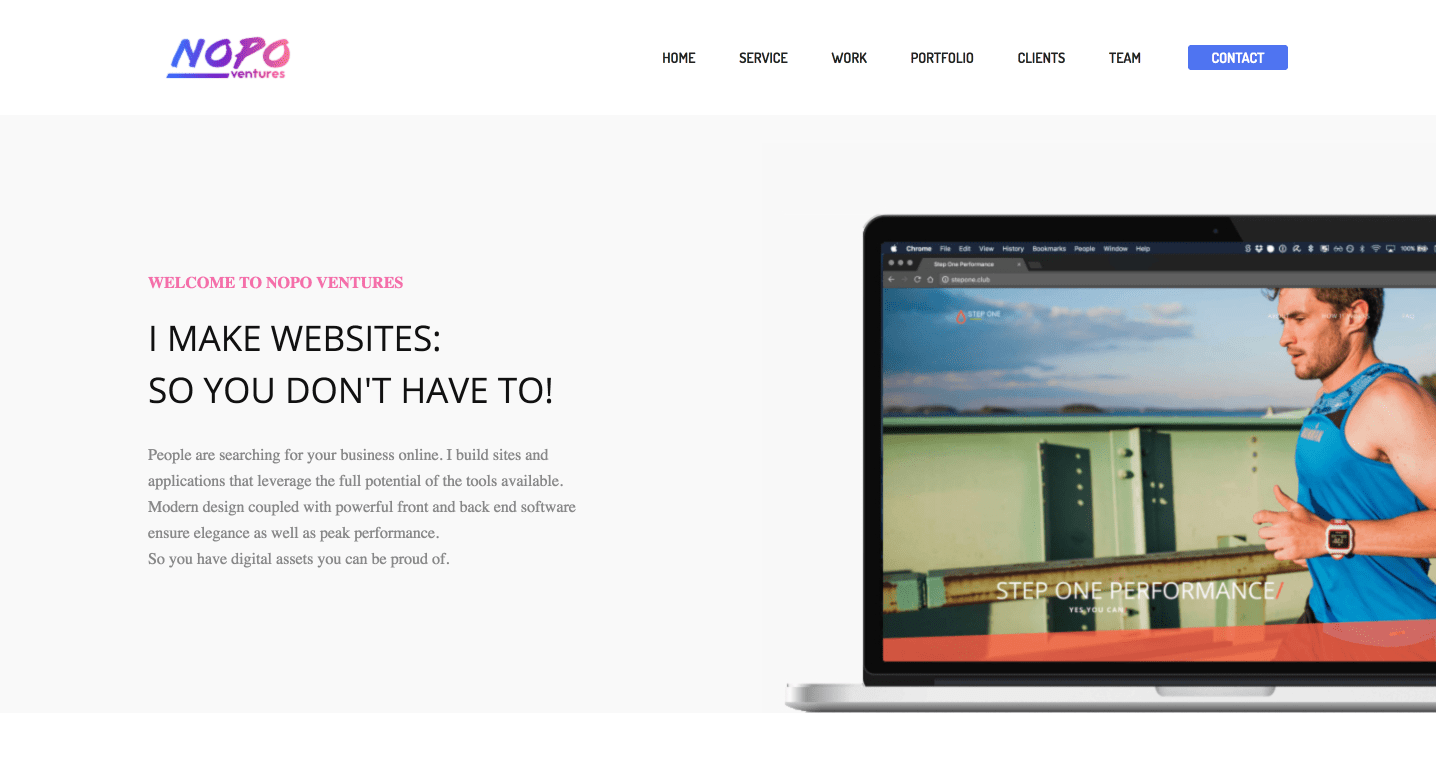 NOPO
ventures
HOME SERVICE WORK PORTFOLIO CLIENTS TEAM CONTACT
WELCOME TO NOPO VENTURES
I MAKE WEBSITES:
SO YOU DON'T HAVE TO!
People are searching for your business online. I build sites and
applications that leverage the full potential of the tools available.
Modern design coupled with powerful front and back end software
ensure elegance as well as peak performance.
So you have digital assets you can be proud of.
Chrome File Edit View History Bookmarks People Window Help 100%
Step One Performance
stepone.club
STEP ONE
FAQ
STEP ONE PERFORMANCE/
YES YOU CAN